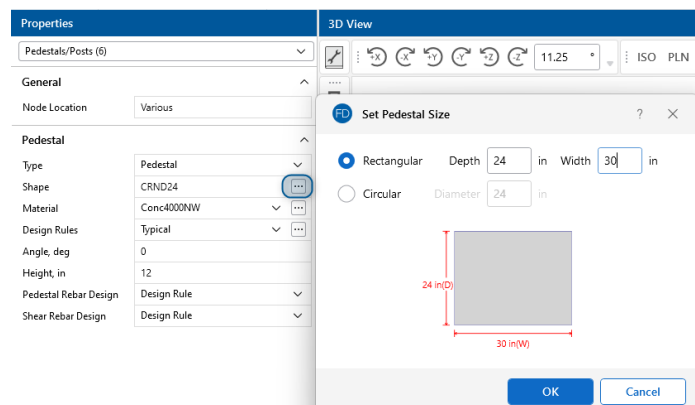 Properties
Pedestals/Posts (6)
General
Node Location Various
Pedestal
Type Pedestal
Shape CRND24 ...
Material Conc4000NW ...
Design Rules Typical ...
Angle, deg 0
Height, in 12
Pedestal Rebar Design Design Rule
Shear Rebar Design Design Rule
3D View
+X -X +Y -Y +Z -Z 11.25 ° ISO PLN
FD Set Pedestal Size ?
Rectangular Depth 24 in Width 30 in
Circular Diameter 24 in
24 in(D)
30 in(W)
OK Cancel